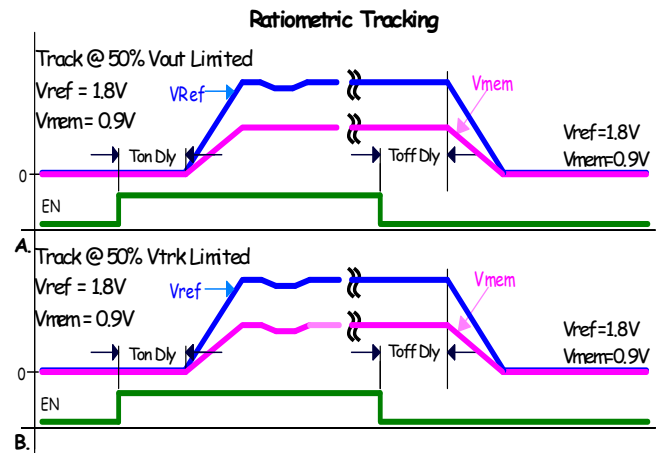 Ratiometric Tracking
Track @ 50% Vout Limited
Vref = 1.8V
VRef
Vmem
Vmem = 0.9V
Vref=1.8V
Ton Dly
Toff Dly
Vmem=0.9V
0
EN
A.
Track @ 50% Vtrk Limited
Vref = 1.8V
Vref
Vmem
Vmem = 0.9V
Vref=1.8V
Ton Dly
Toff Dly
Vmem=0.9V
0
EN
B.